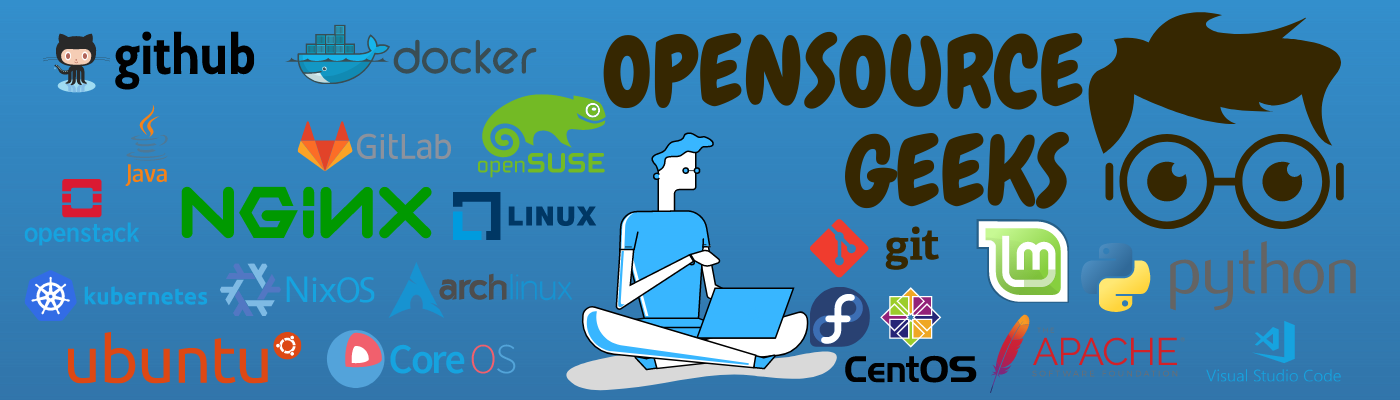 github
docker
OPENSOURCE
GEEKS
Java
GitLab
openSUSE
openstack
NGiNX
LINUX
git
lm
python
kubernetes
NixOS
archlinux
ubuntu
Core OS
CentOS
APACHE
Visual Studio Code